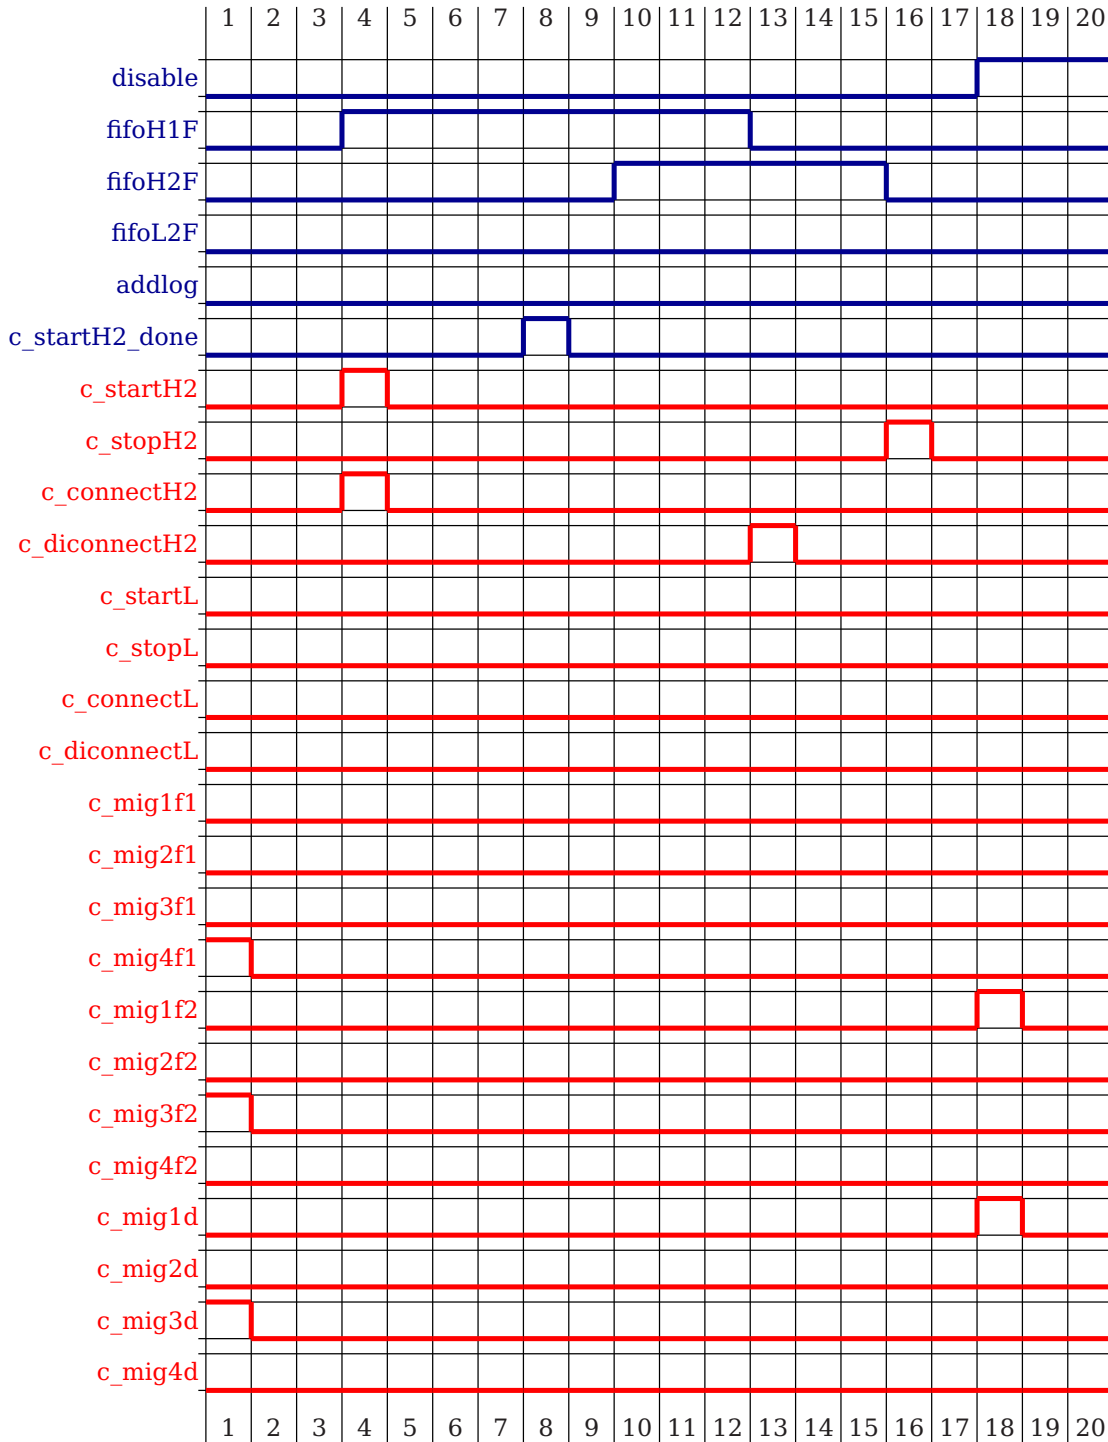 1 2 3 4 5 6 7 8 9 10 11 12 13 14 15 16 17 18 19 20
disable
fifoH1F
fifoH2F
fifoL2F
addlog
c_startH2_done
c_startH2
c_stopH2
c_connectH2
c_diconnectH2
c_startL
c_stopL
c_connectL
c_diconnectL
c_mig1f1
c_mig2f1
c_mig3f1
c_mig4f1
c_mig1f2
c_mig2f2
c_mig3f2
c_mig4f2
c_mig1d
c_mig2d
c_mig3d
c_mig4d
1 2 3 4 5 6 7 8 9 10 11 12 13 14 15 16 17 18 19 20